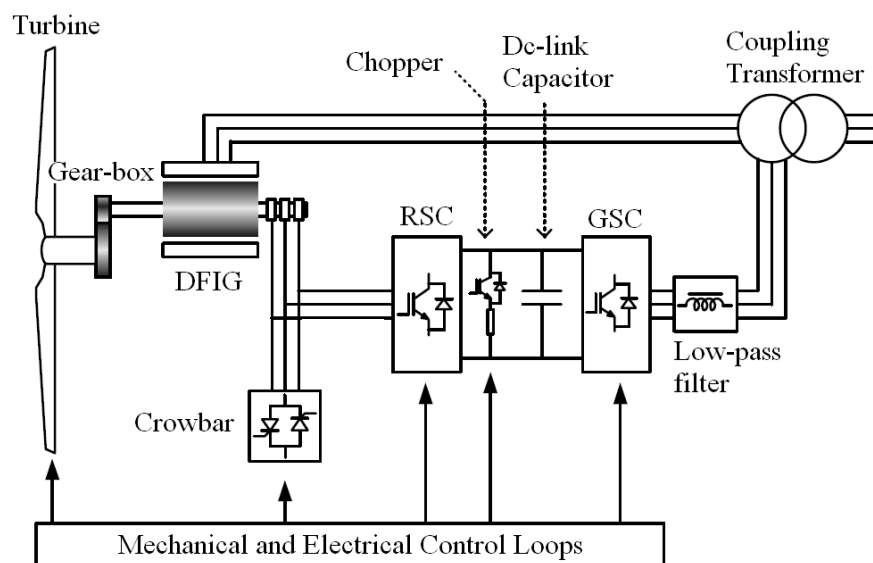 Turbine
Coupling
Transformer
Dc-link
Capacitor
Chopper
Gear-box
RSC
GSC
DFIG
Low-pass
filter
Crowbar
Mechanical and Electrical Control Loops